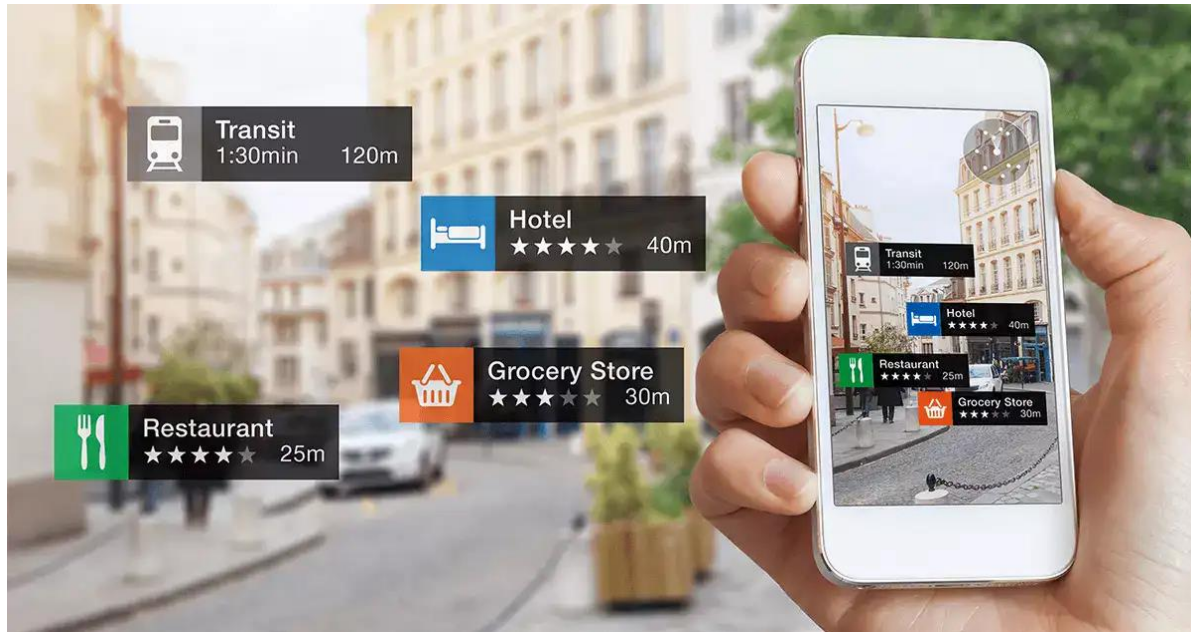 Transit
1:30min 120m
Hotel
40m
Grocery Store
30m
Restaurant
25m
Transit
1:30min 120m
Hotel
40m
Restaurant
25m
Grocery Store
30m